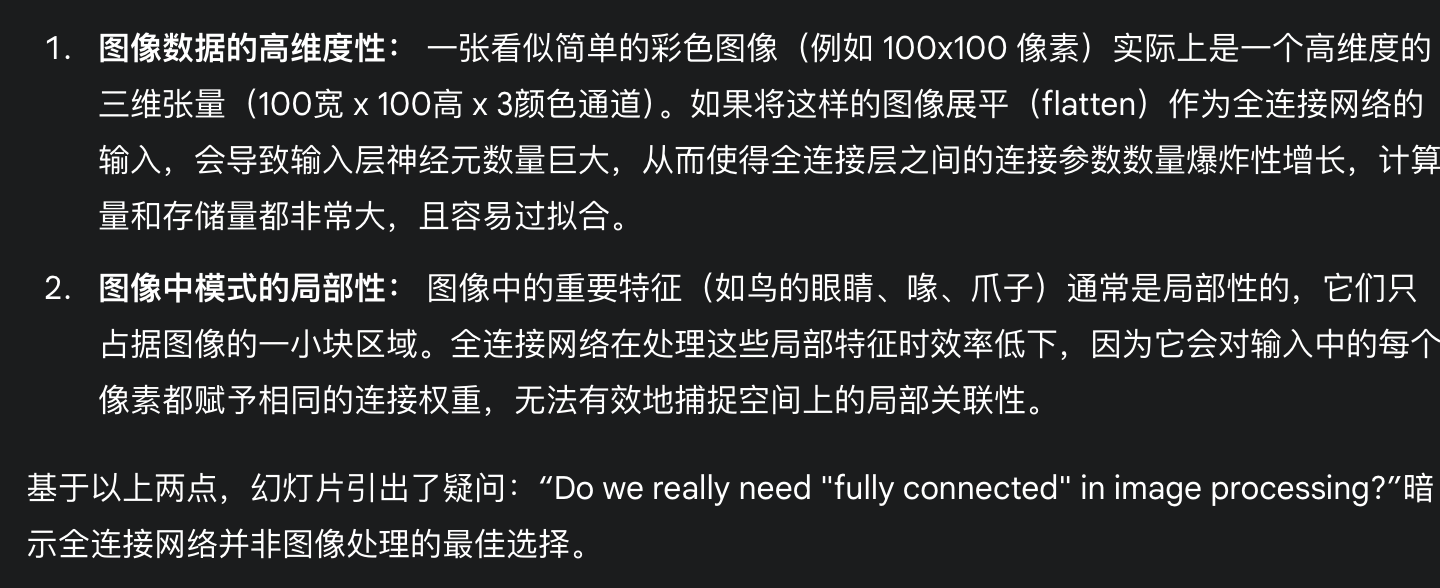 1. 图像数据的高维度性： 一张看似简单的彩色图像（例如 100x100 像素）实际上是一个高维度的
三维张量（100宽 x 100高 x 3颜色通道）。如果将这样的图像展平（flatten）作为全连接网络的
输入，会导致输入层神经元数量巨大，从而使得全连接层之间的连接参数数量爆炸性增长，计算
量和存储量都非常大，且容易过拟合。
2. 图像中模式的局部性： 图像中的重要特征（如鸟的眼睛、喙、爪子）通常是局部性的，它们只
占据图像的一小块区域。全连接网络在处理这些局部特征时效率低下，因为它会对输入中的每个
像素都赋予相同的连接权重，无法有效地捕捉空间上的局部关联性。
基于以上两点，幻灯片引出了疑问：“Do we really need "fully connected" in image processing?”暗
示全连接网络并非图像处理的最佳选择。